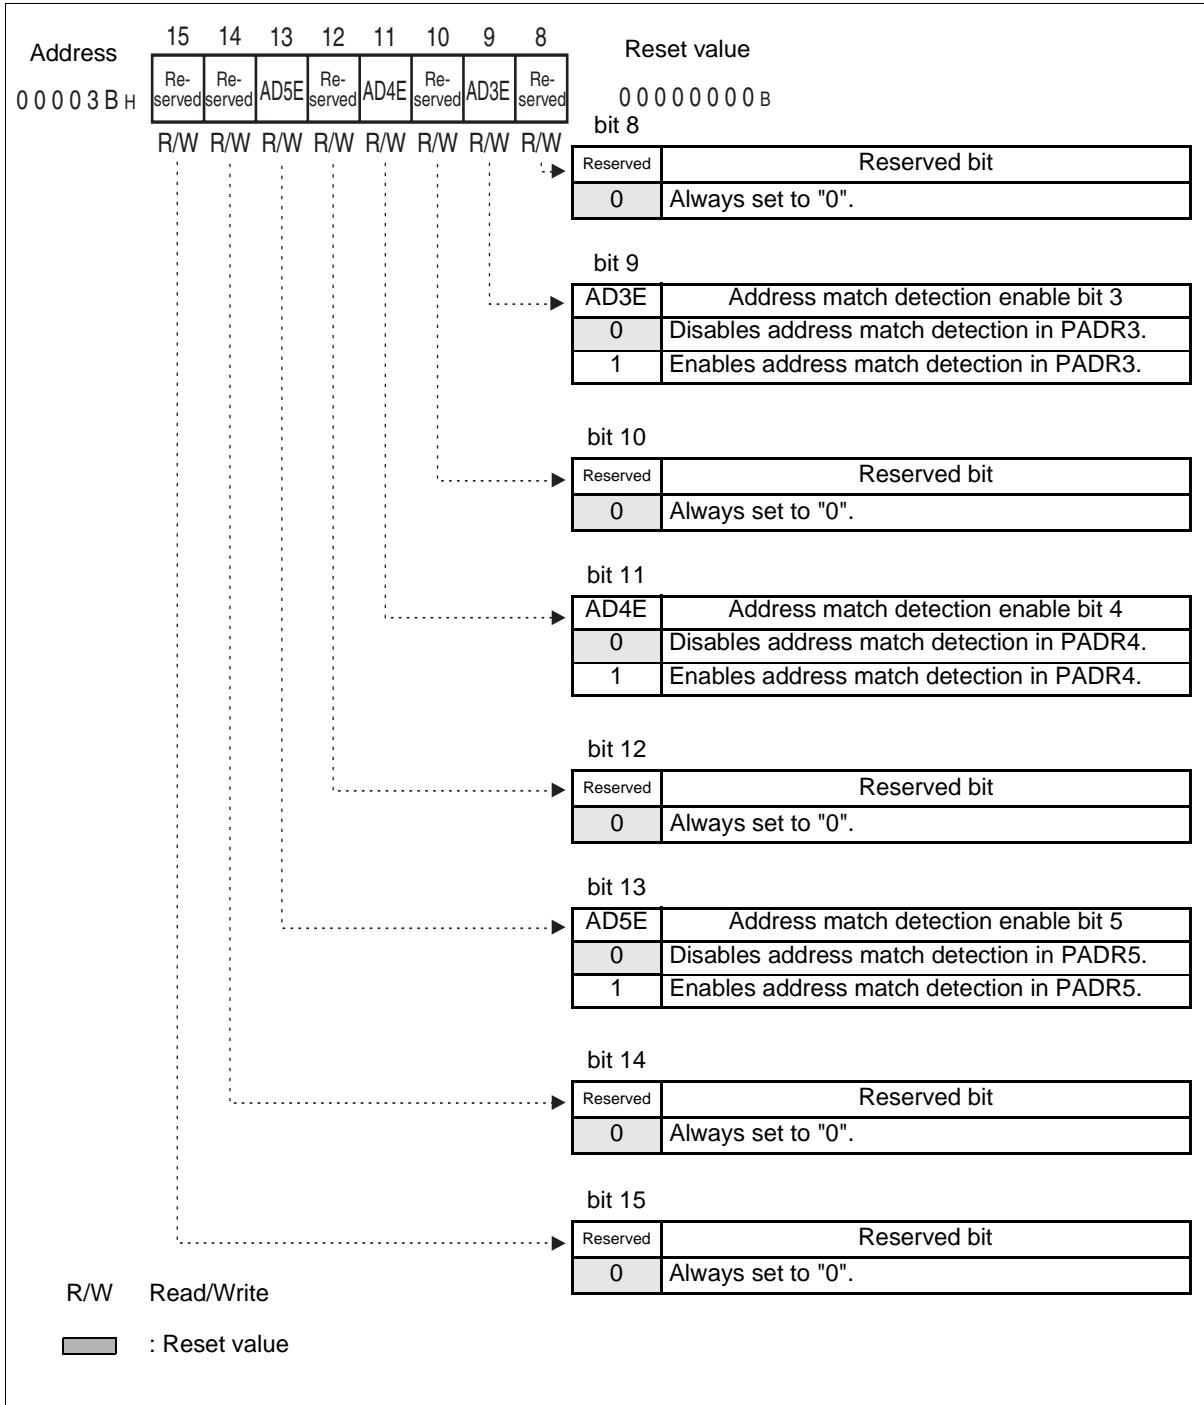 15 14 13 12 11 10 9 8
Address
Reset value
Re-served Re-served AD5E Re-served AD4E Re-served AD3E Re-served
00003BH
00000000B
R/W R/W R/W R/W R/W R/W R/W R/W
bit 8
Reserved Reserved bit
0 Always set to "0".
bit 9
AD3E Address match detection enable bit 3
0 Disables address match detection in PADR3.
1 Enables address match detection in PADR3.
bit 10
Reserved Reserved bit
0 Always set to "0".
bit 11
AD4E Address match detection enable bit 4
0 Disables address match detection in PADR4.
1 Enables address match detection in PADR4.
bit 12
Reserved Reserved bit
0 Always set to "0".
bit 13
AD5E Address match detection enable bit 5
0 Disables address match detection in PADR5.
1 Enables address match detection in PADR5.
bit 14
Reserved Reserved bit
0 Always set to "0".
bit 15
Reserved Reserved bit
0 Always set to "0".
R/W Read/Write
: Reset value